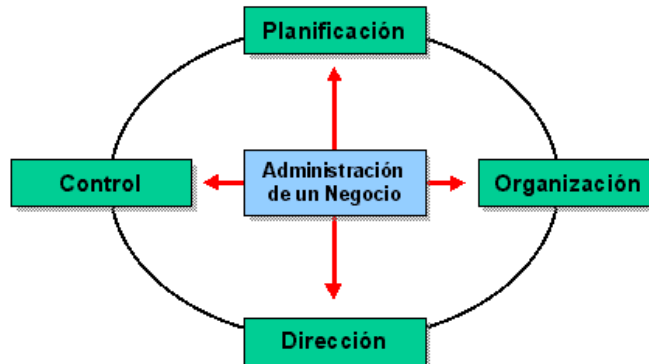 Planificación
Control
Administración
de un Negocio
Organización
Dirección